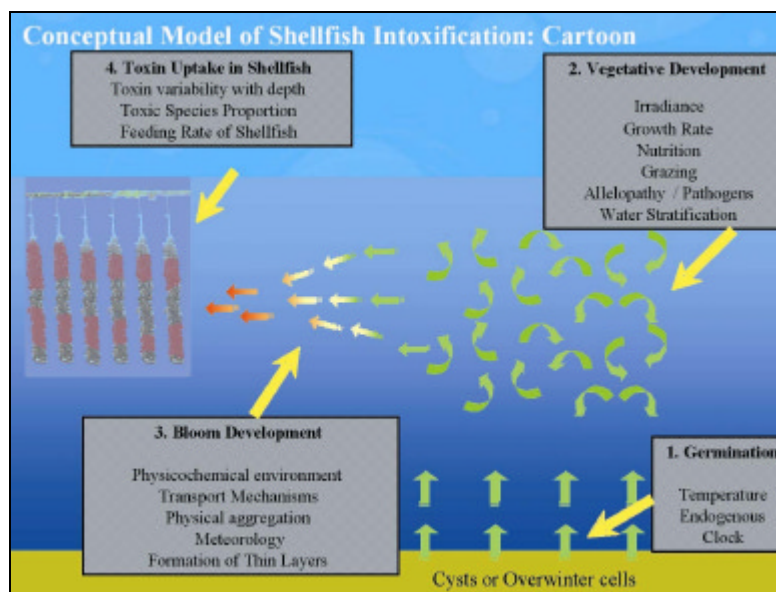 Conceptual Model of Shellfish Intoxification: Cartoon
4. Toxin Uptake in Shellfish
Toxin variability with depth
Toxic Species Proportion
Feeding Rate of Shellfish
2. Vegetative Development
Irradiance
Growth Rate
Nutrition
Grazing
Allelopathy / Pathogens
Water Stratification
3. Bloom Development
Physicochemical environment
Transport Mechanisms
Physical aggregation
Meteorology
Formation of Thin Layers
1. Germination
Temperature
Endogenous
Clock
Cysts or Overwinter cells